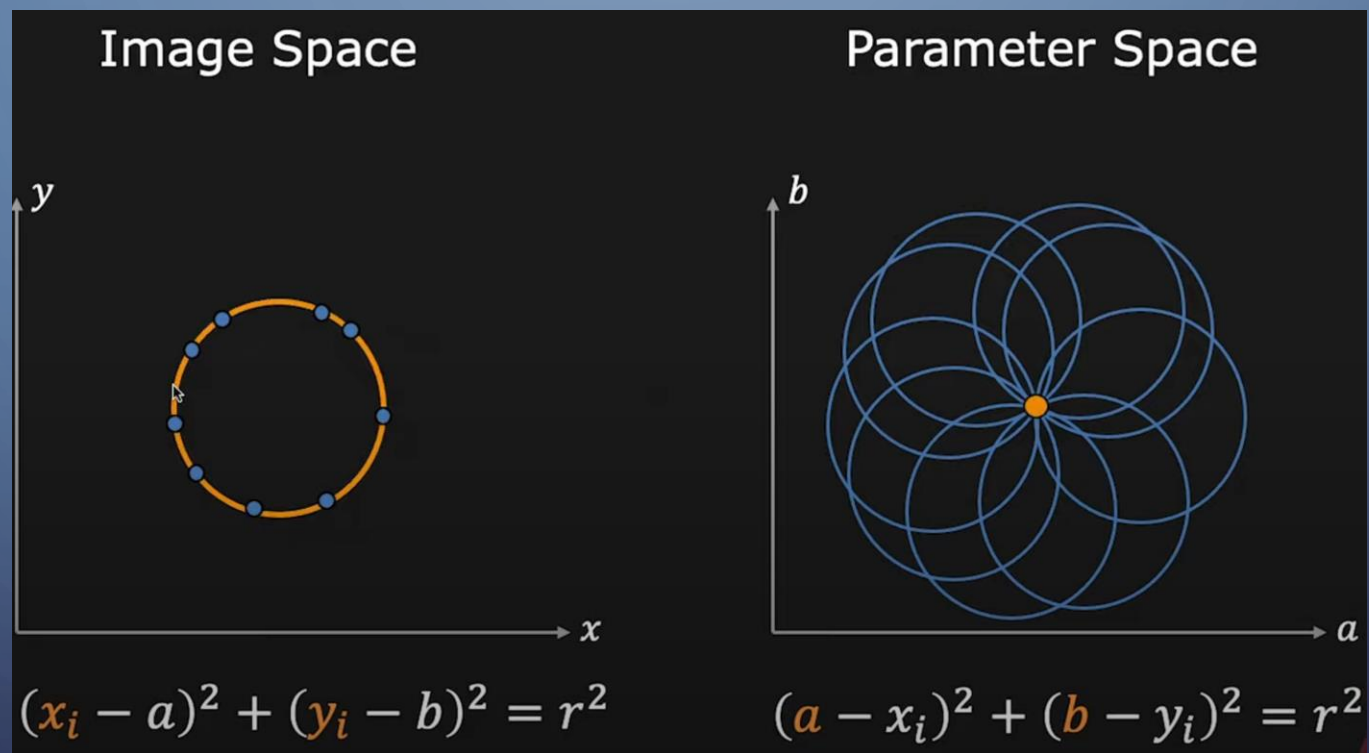 Image Space
Parameter Space
y
x
b
a
(xᵢ − a)² + (yᵢ − b)² = r²
(a − xᵢ)² + (b − yᵢ)² = r²